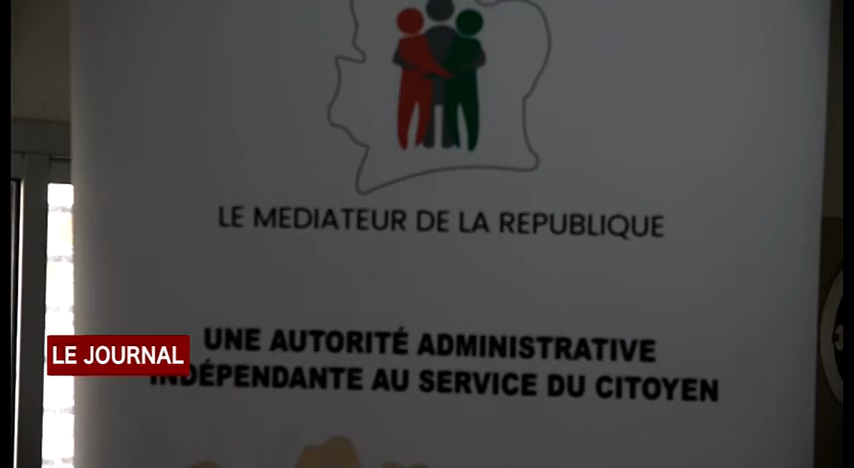 LE MEDIATEUR DE LA REPUBLIQUE
UNE AUTORITÉ ADMINISTRATIVE
INDÉPENDANTE AU SERVICE DU CITOYEN
LE JOURNAL